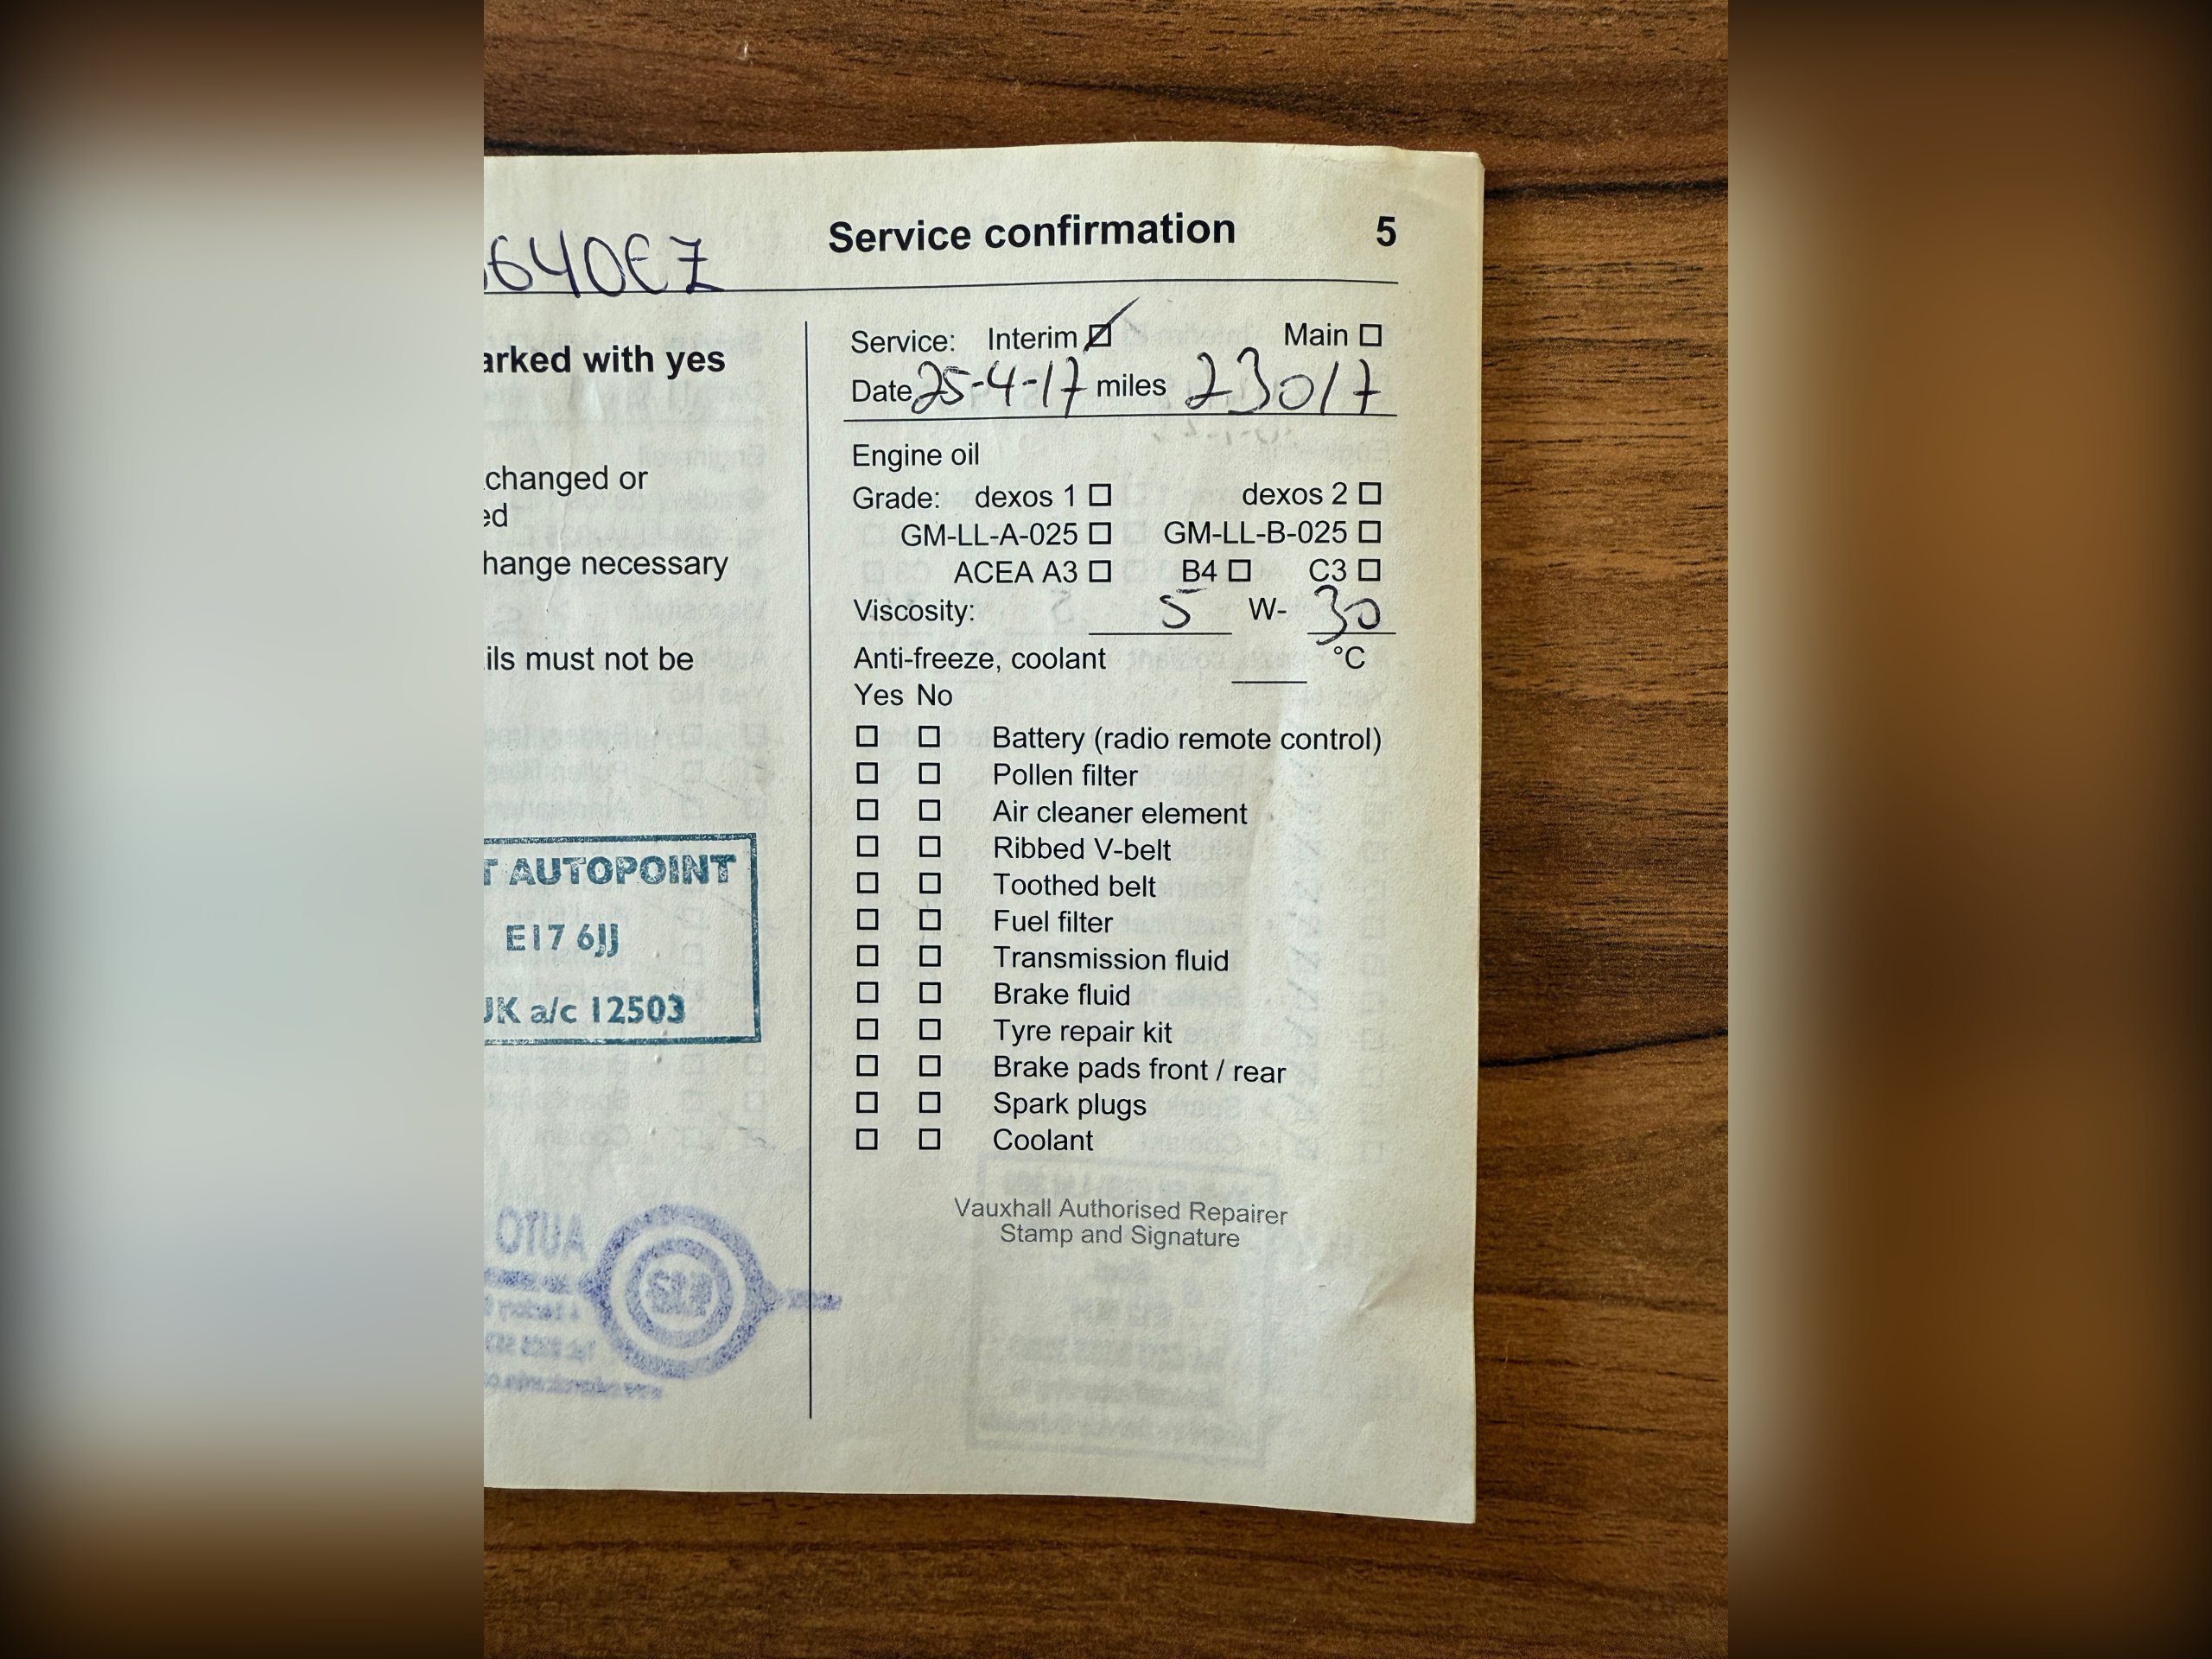 Service confirmation 5
640EZ
arked with yes
changed or
ed
hange necessary
ils must not be
T AUTOPOINT
E17 6JJ
UK a/c 12503
Service: Interim ☑ Main ☐
Date 25-4-17 miles 23017
Engine oil
Grade: dexos 1 ☐ dexos 2 ☐
GM-LL-A-025 ☐ GM-LL-B-025 ☐
ACEA A3 ☐ B4 ☐ C3 ☐
Viscosity: 5 W- 30
Anti-freeze, coolant °C
Yes No
☐ ☐ Battery (radio remote control)
☐ ☐ Pollen filter
☐ ☐ Air cleaner element
☐ ☐ Ribbed V-belt
☐ ☐ Toothed belt
☐ ☐ Fuel filter
☐ ☐ Transmission fluid
☐ ☐ Brake fluid
☐ ☐ Tyre repair kit
☐ ☐ Brake pads front / rear
☐ ☐ Spark plugs
☐ ☐ Coolant
Vauxhall Authorised Repairer
Stamp and Signature